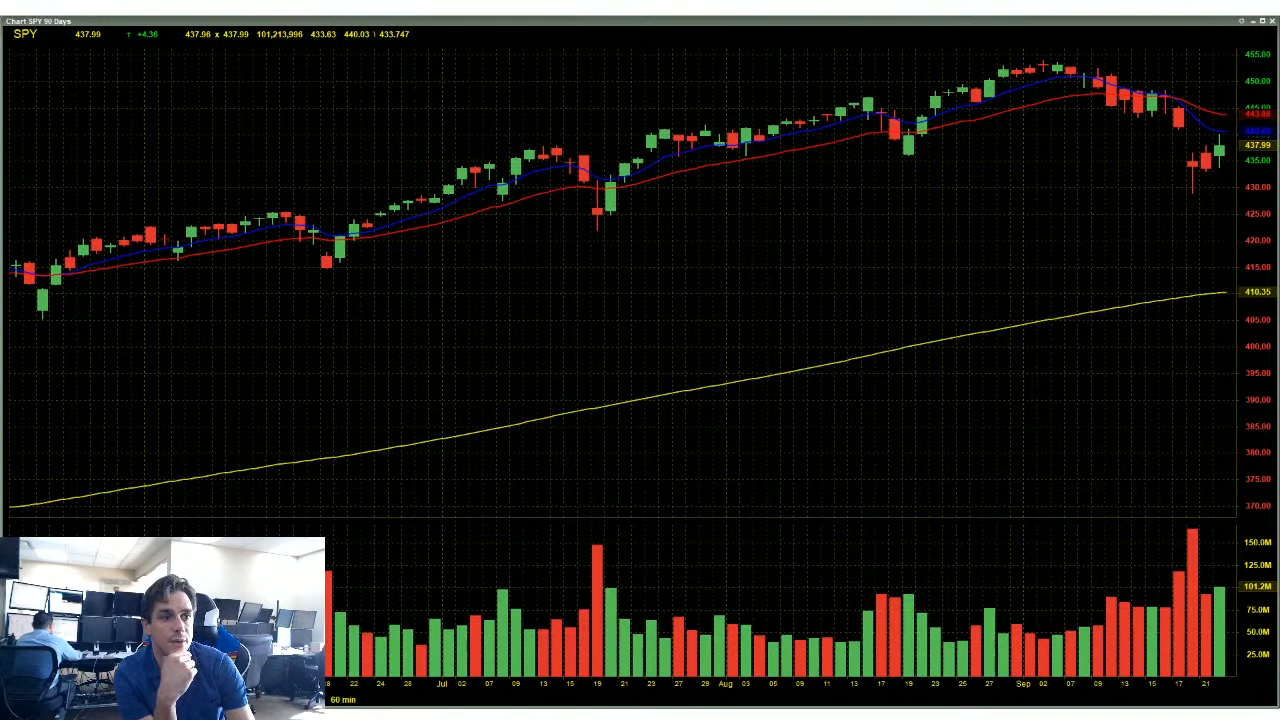 Chart SPY 90 Days
SPY 437.99 ↑ +4.36 437.96 x 437.99 101,213,996 433.63 440.03 \ 433.747
455.00
450.00
445.00
443.88
437.99
435.00
430.00
425.00
420.00
415.00
410.35
405.00
400.00
395.00
390.00
385.00
380.00
375.00
370.00
150.0M
125.0M
101.2M
75.0M
50.0M
25.0M
8 22 24 28 Jul 02 07 09 13 15 19 21 23 27 29 Aug 03 05 09 11 13 17 19 23 25 27 Sep 02 07 09 13 15 17 21
60 min